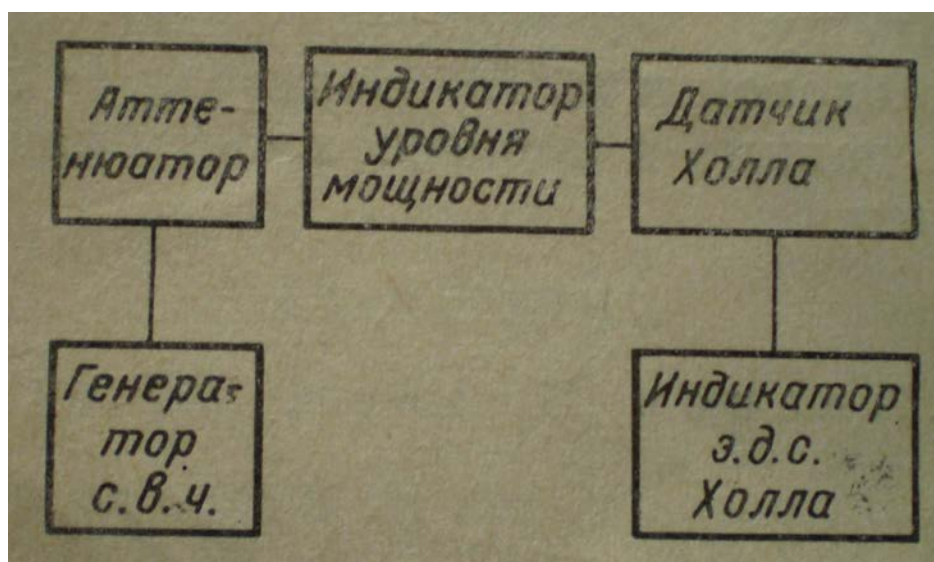 Атте-
нюатор
Индикатор
уровня
мощности
Датчик
Холла
Генера-
тор
с.в.ч.
Индикатор
э.д.с.
Холла